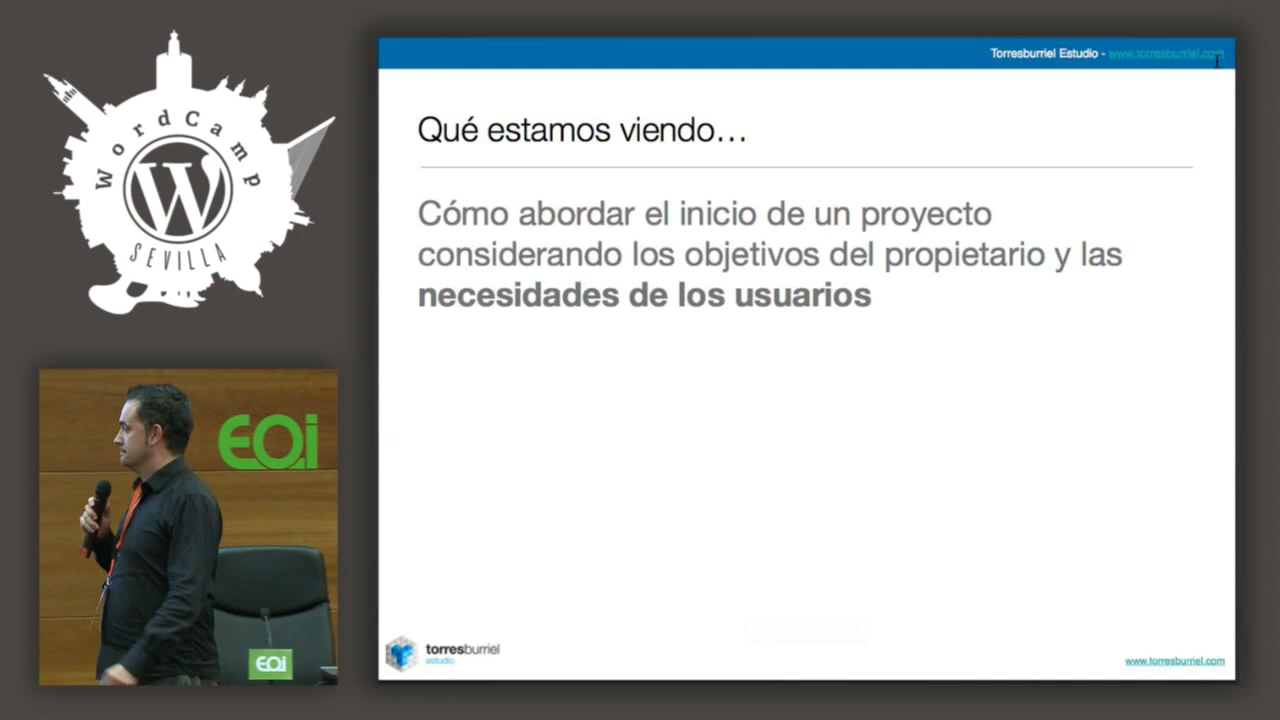 WordCamp
SEVILLA
EOi
EOi
Torresburriel Estudio - www.torresburriel.com
Qué estamos viendo…
Cómo abordar el inicio de un proyecto
considerando los objetivos del propietario y las
necesidades de los usuarios
torresburriel
estudio
www.torresburriel.com